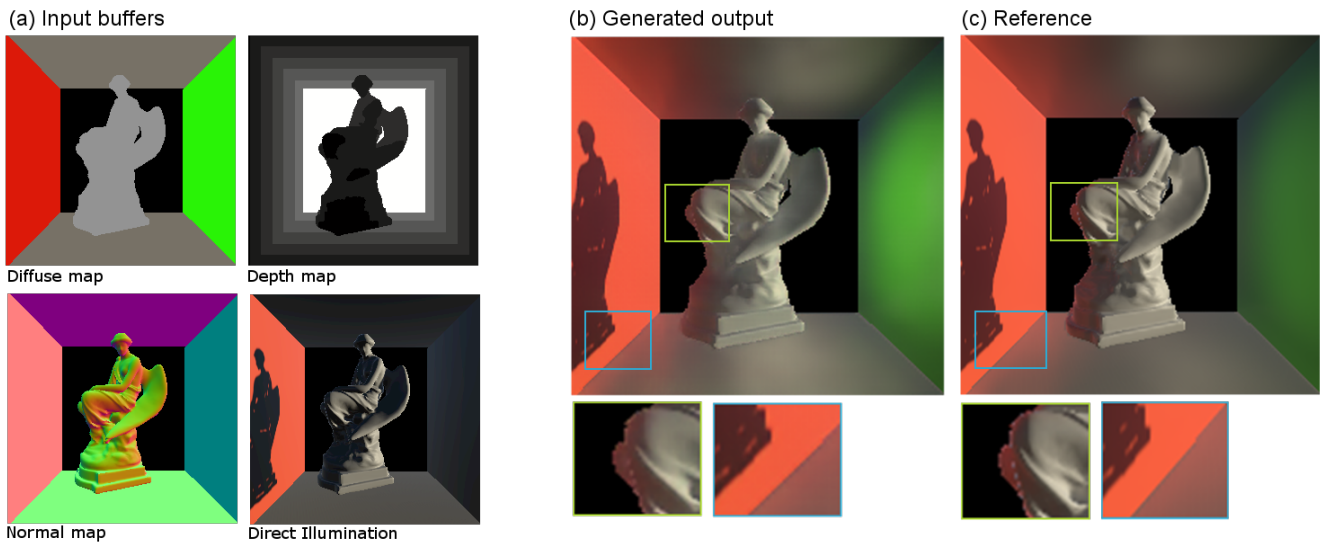 (a) Input buffers
(b) Generated output
(c) Reference
Diffuse map
Depth map
Normal map
Direct Illumination